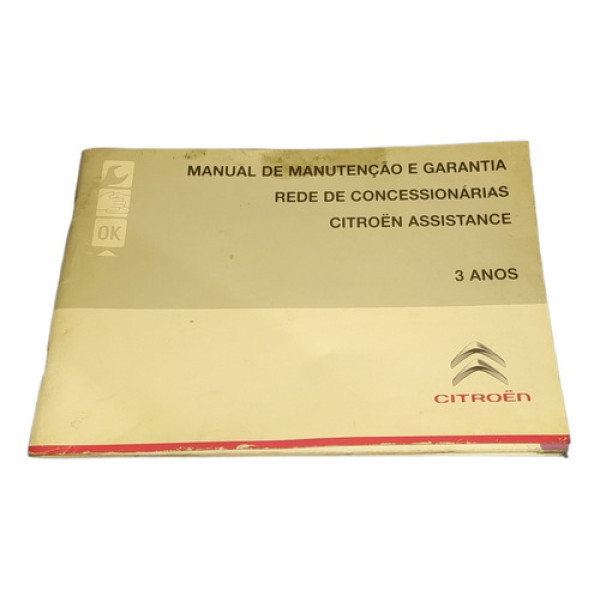 MANUAL DE MANUTENÇÃO E GARANTIA
REDE DE CONCESSIONÁRIAS
CITROËN ASSISTANCE
OK
3 ANOS
CITROËN